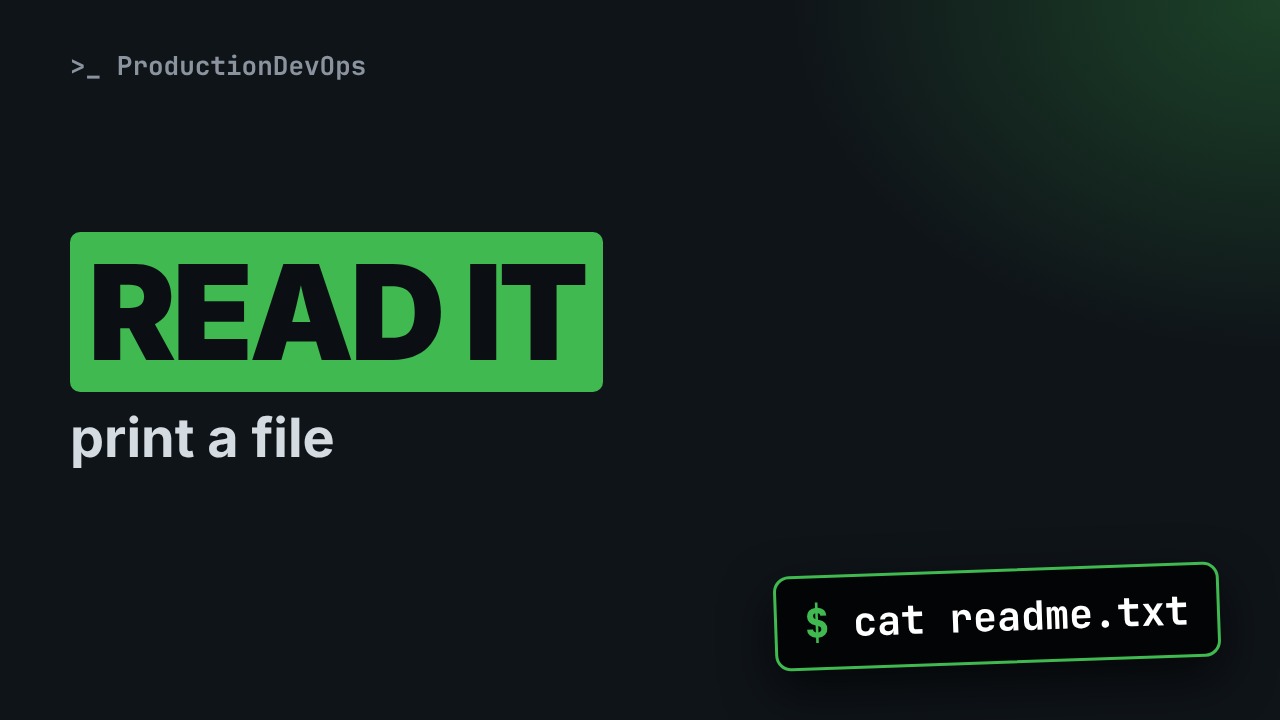 >_ ProductionDevOps
READ IT
print a file
$ cat readme.txt